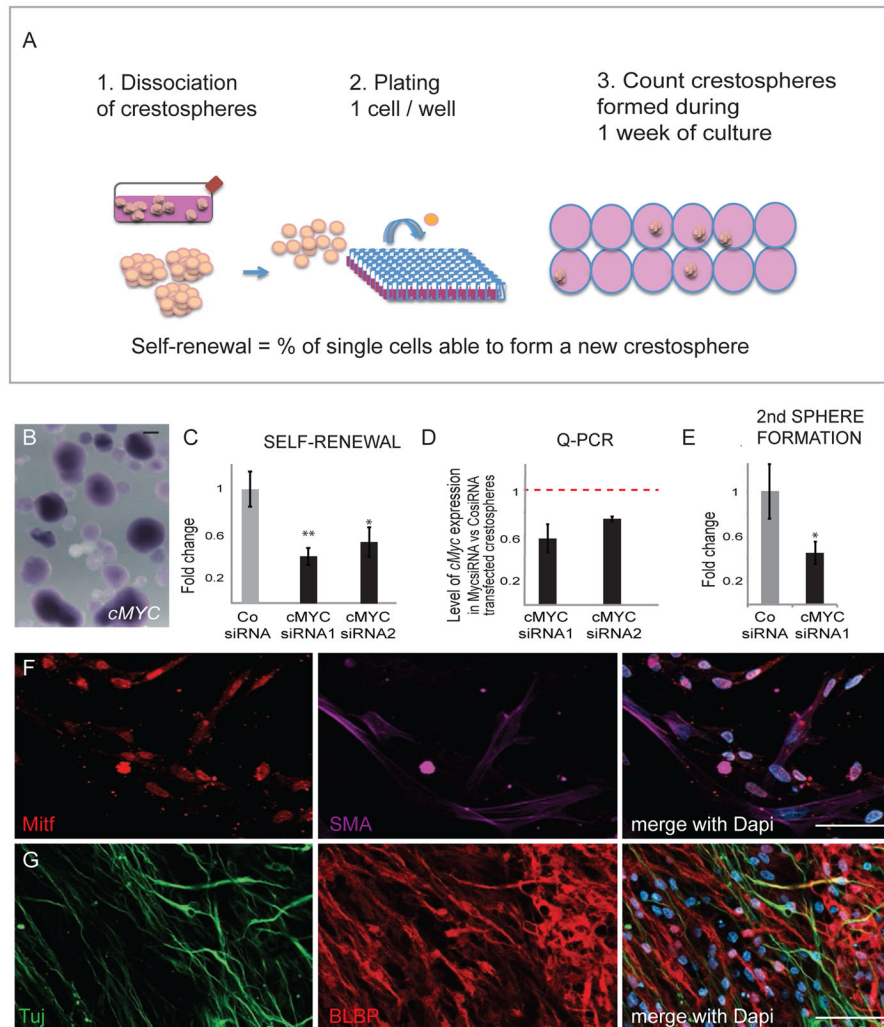 A
1. Dissociation
of crestospheres
2. Plating
1 cell / well
3. Count crestospheres
formed during
1 week of culture
Self-renewal = % of single cells able to form a new crestosphere
B
cMYC
C
SELF-RENEWAL
Fold change
1
0.6
0.2
**
*
Co
siRNA
cMYC
siRNA1
cMYC
siRNA2
D
Q-PCR
Level of cMyc expression
in MycsiRNA vs CosiRNA
transfected crestospheres
1
0.6
0.2
cMYC
siRNA1
cMYC
siRNA2
E
2nd SPHERE
FORMATION
Fold change
1
0.6
0.2
*
Co
siRNA
cMYC
siRNA1
F
Mitf
SMA
merge with Dapi
G
Tuj
BLBP
merge with Dapi